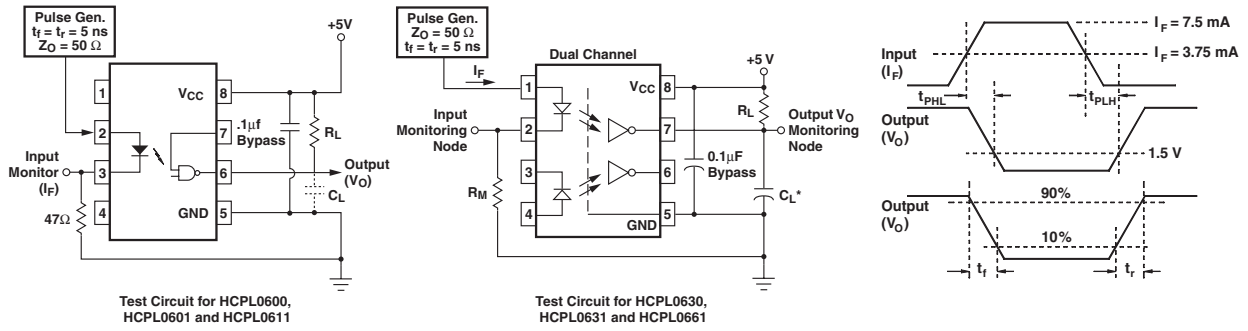 Pulse Gen.
tf = tr = 5 ns
ZO = 50 Ω
+5V
1
2
3
4
VCC
8
7
6
5
GND
.1µf
Bypass
RL
CL
Input
Monitor
(IF)
47Ω
Output
(VO)
Test Circuit for HCPL0600,
HCPL0601 and HCPL0611
Pulse Gen.
ZO = 50 Ω
tf = tr = 5 ns
IF
Dual Channel
+5 V
1
2
3
4
VCC
8
7
6
5
GND
RL
Input
Monitoring
Node
RM
0.1µF
Bypass
CL*
Output VO
Monitoring
Node
Test Circuit for HCPL0630,
HCPL0631 and HCPL0661
Input
(IF)
IF = 7.5 mA
IF = 3.75 mA
tPHL
tPLH
Output
(VO)
1.5 V
Output
(VO)
90%
10%
tf
tr